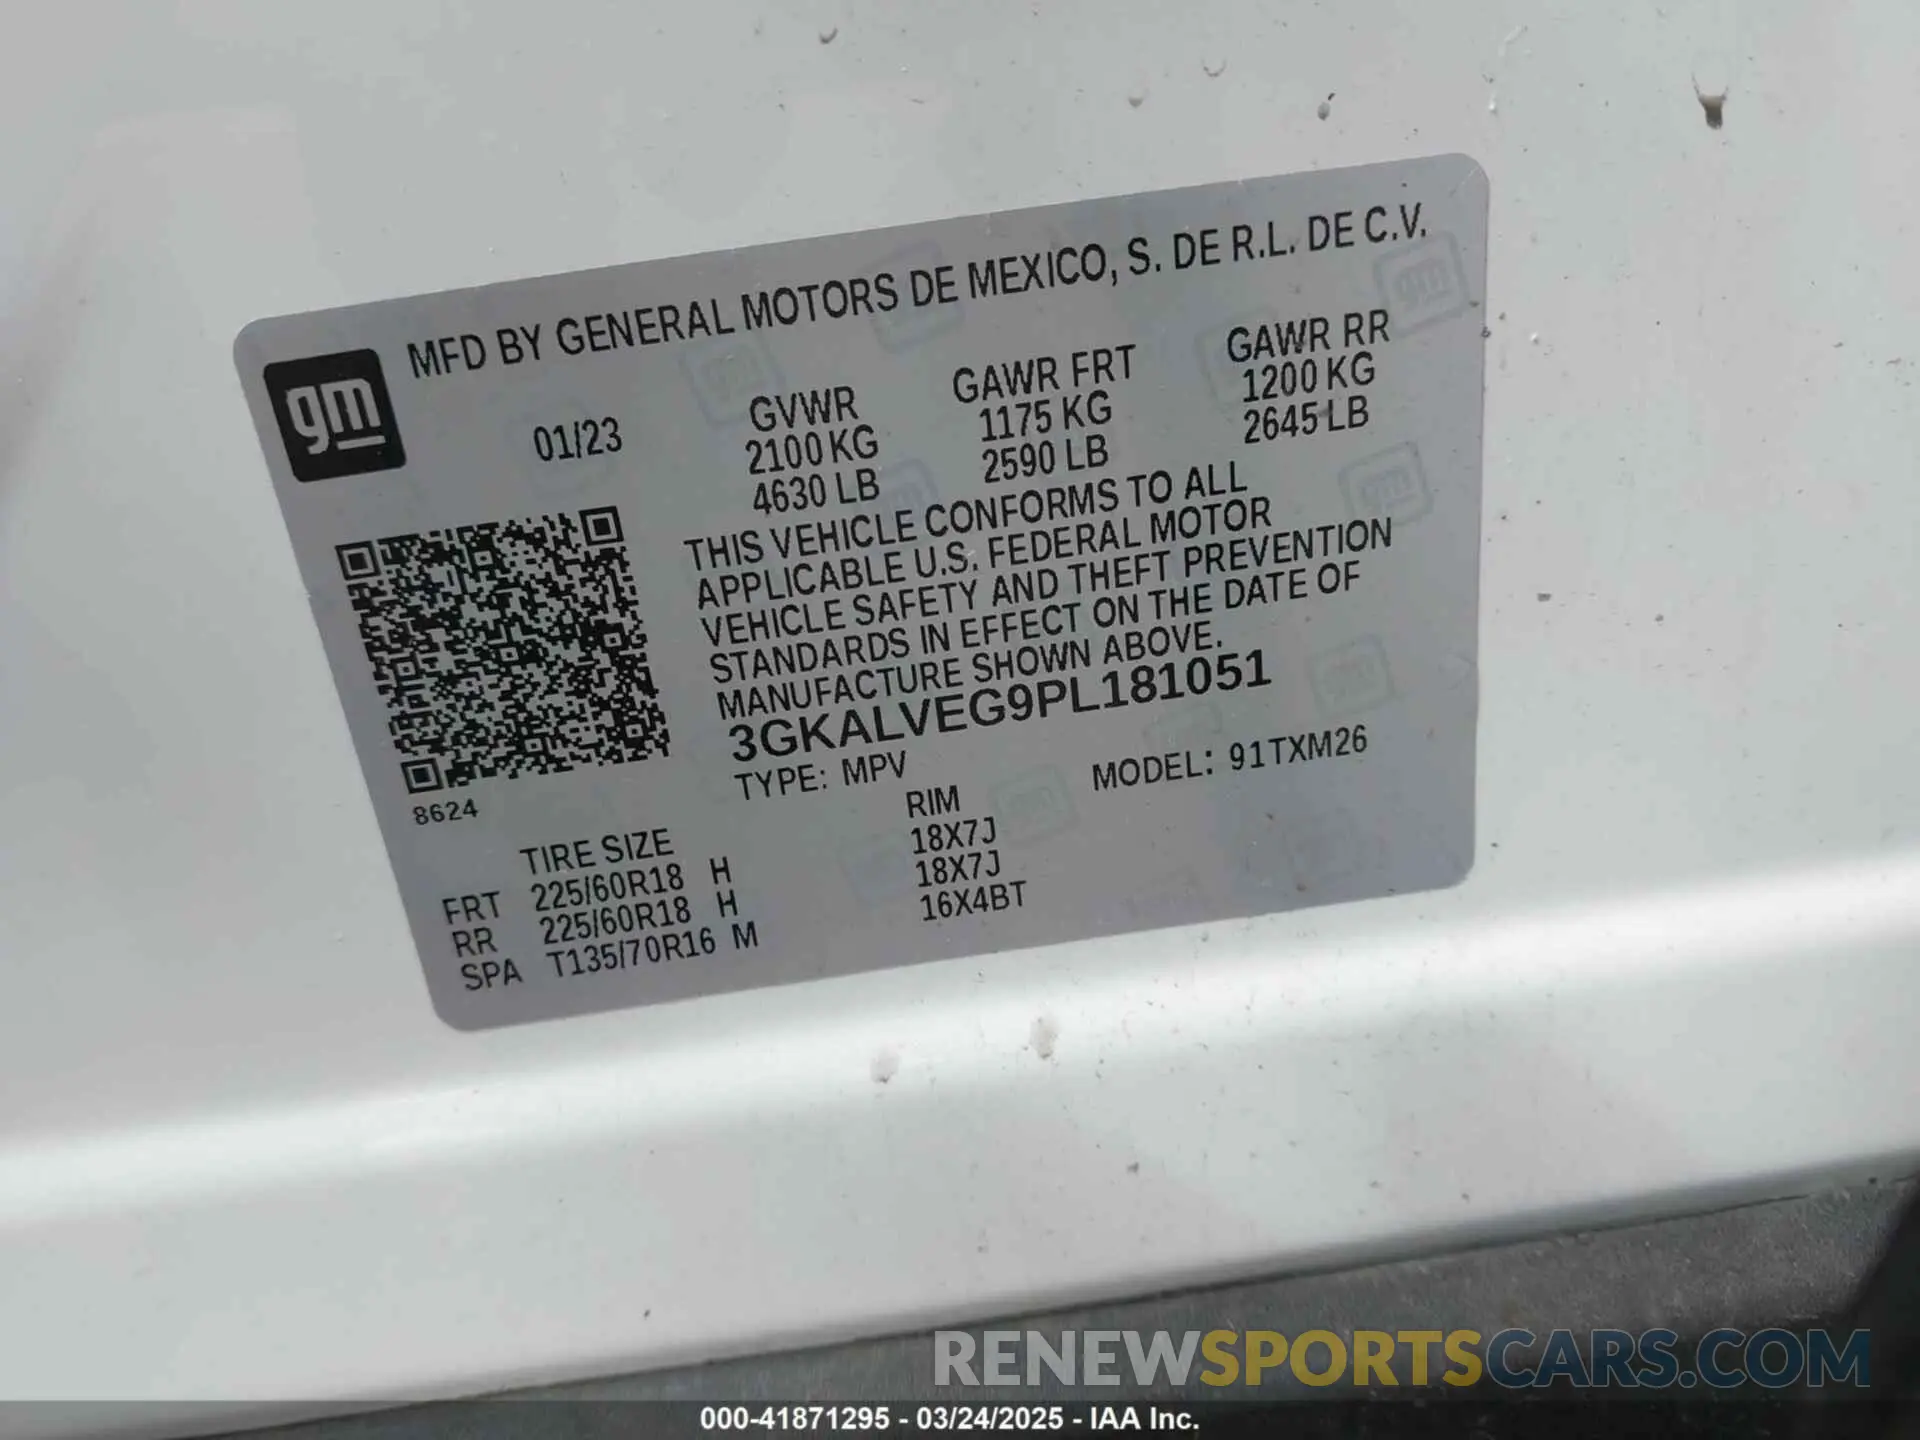 MFD BY GENERAL MOTORS DE MEXICO, S. DE R.L. DE C.V.
gm
01/23
GVWR GAWR FRT GAWR RR
2100 KG 1175 KG 1200 KG
4630 LB 2590 LB 2645 LB
THIS VEHICLE CONFORMS TO ALL
APPLICABLE U.S. FEDERAL MOTOR
VEHICLE SAFETY AND THEFT PREVENTION
STANDARDS IN EFFECT ON THE DATE OF
MANUFACTURE SHOWN ABOVE.
3GKALVEG9PL181051
TYPE: MPV MODEL: 91TXM26
8624
TIRE SIZE RIM
FRT 225/60R18 H 18X7J
RR 225/60R18 H 18X7J
SPA T135/70R16 M 16X4BT
RENEWSPORTSCARS.COM
000-41871295 - 03/24/2025 - IAA Inc.